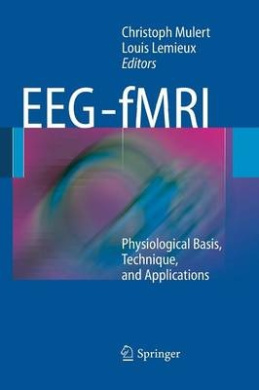 Christoph Mulert
Louis Lemieux
Editors
EEG-fMRI
Physiological Basis,
Technique,
and Applications
Springer